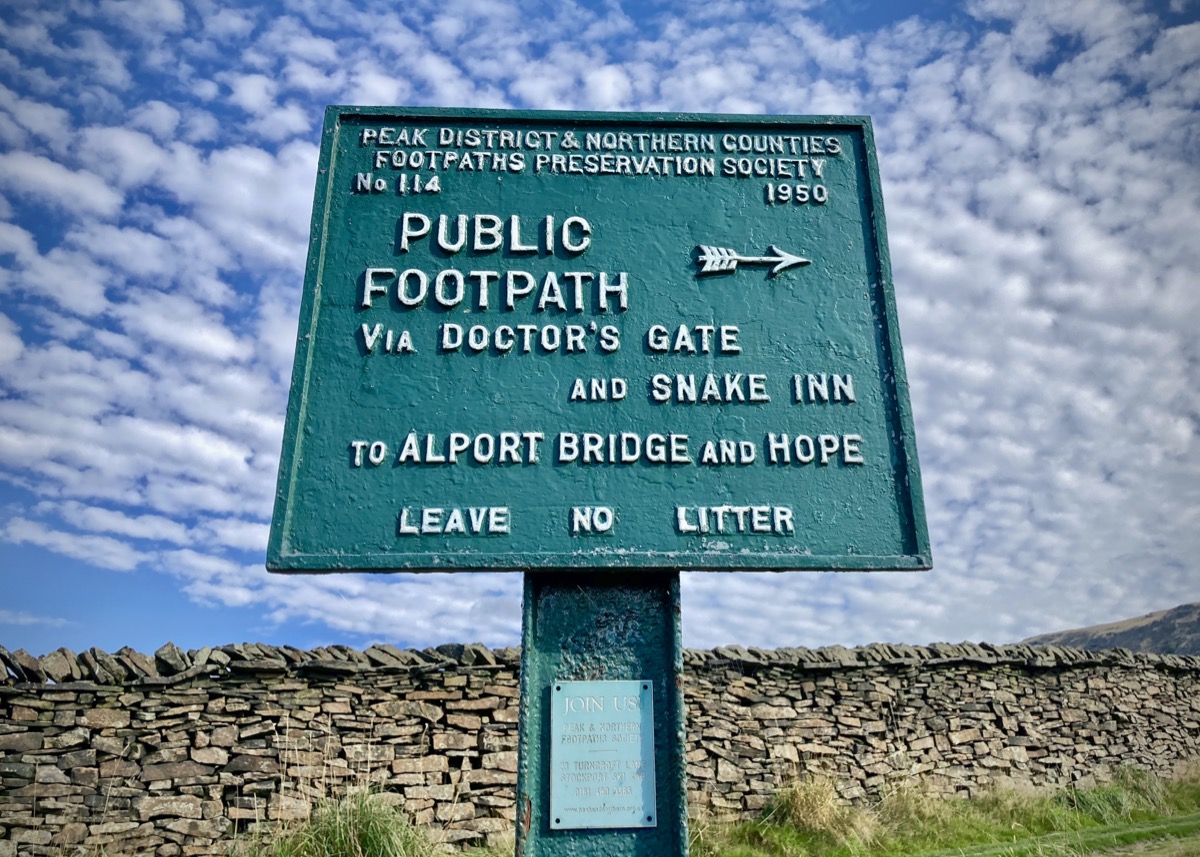 PEAK DISTRICT & NORTHERN COUNTIES
FOOTPATHS PRESERVATION SOCIETY
No 114 1950
PUBLIC
FOOTPATH
VIA DOCTOR'S GATE
AND SNAKE INN
TO ALPORT BRIDGE AND HOPE
LEAVE NO LITTER
JOIN US
PEAK & NORTHERN
FOOTPATHS SOCIETY
STOCKPORT